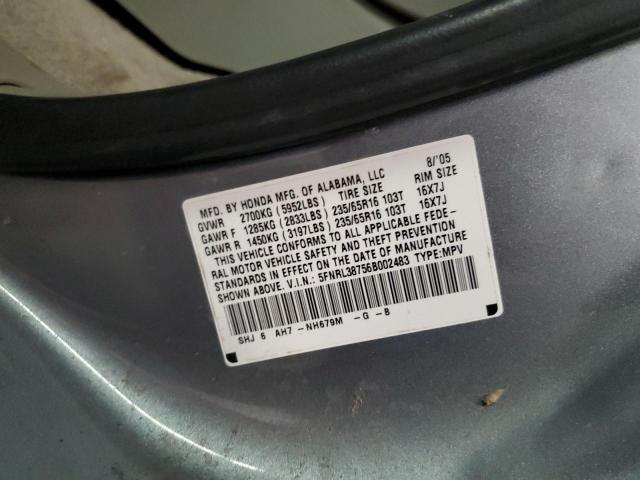 MFD. BY HONDA MFG. OF ALABAMA, LLC 8/'05
GVWR 2700KG (5952LBS) TIRE SIZE RIM SIZE
GAWR F 1285KG (2833LBS) 235/65R16 103T 16X7J
GAWR R 1450KG (3197LBS) 235/65R16 103T 16X7J
THIS VEHICLE CONFORMS TO ALL APPLICABLE FEDE-
RAL MOTOR VEHICLE SAFETY AND THEFT PREVENTION
STANDARDS IN EFFECT ON THE DATE OF MANUFACTURE
SHOWN ABOVE. V.I.N.: 5FNRL38756B002483 TYPE:MPV
SHJ 6 AH7 -NH679M -G -B